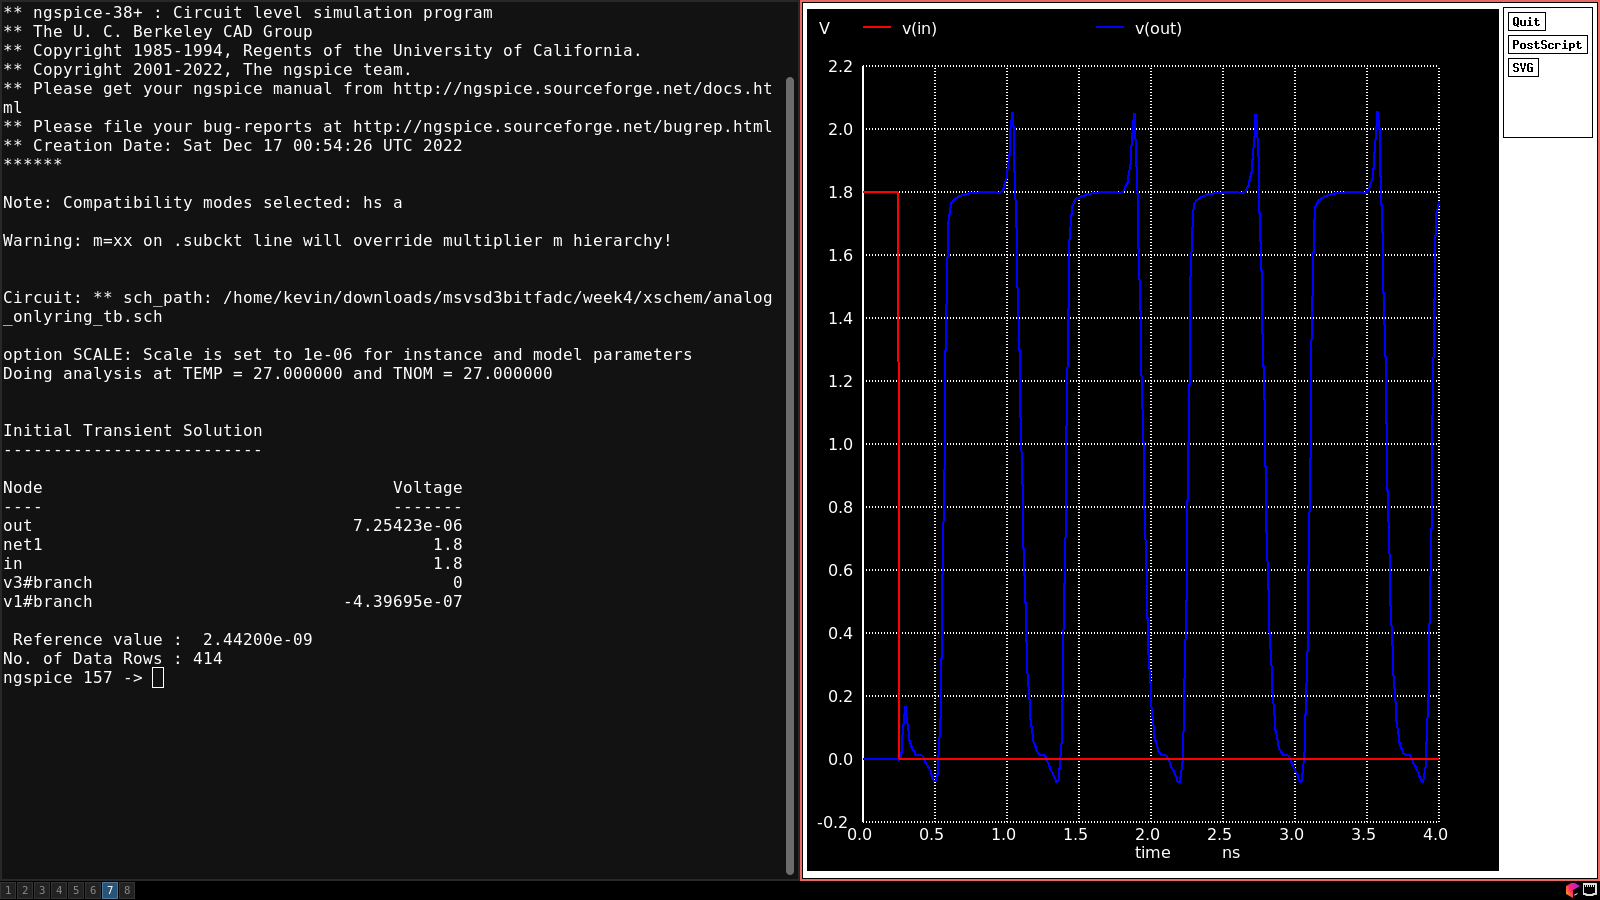 ** ngspice-38+ : Circuit level simulation program
** The U. C. Berkeley CAD Group
** Copyright 1985-1994, Regents of the University of California.
** Copyright 2001-2022, The ngspice team.
** Please get your ngspice manual from http://ngspice.sourceforge.net/docs.ht
ml
** Please file your bug-reports at http://ngspice.sourceforge.net/bugrep.html
** Creation Date: Sat Dec 17 00:54:26 UTC 2022
******
Note: Compatibility modes selected: hs a
Warning: m=xx on .subckt line will override multiplier m hierarchy!
Circuit: ** sch_path: /home/kevin/downloads/msvsd3bitfadc/week4/xschem/analog
_onlyring_tb.sch
option SCALE: Scale is set to 1e-06 for instance and model parameters
Doing analysis at TEMP = 27.000000 and TNOM = 27.000000
Initial Transient Solution
--------------------------
Node Voltage
---- -------
out 7.25423e-06
net1 1.8
in 1.8
v3#branch 0
v1#branch -4.39695e-07
Reference value :  2.44200e-09
No. of Data Rows : 414
ngspice 157 ->
V v(in) v(out)
2.2
2.0
1.8
1.6
1.4
1.2
1.0
0.8
0.6
0.4
0.2
0.0
-0.2
0.0 0.5 1.0 1.5 2.0 2.5 3.0 3.5 4.0
time ns
Quit
PostScript
SVG
1 2 3 4 5 6 7 8